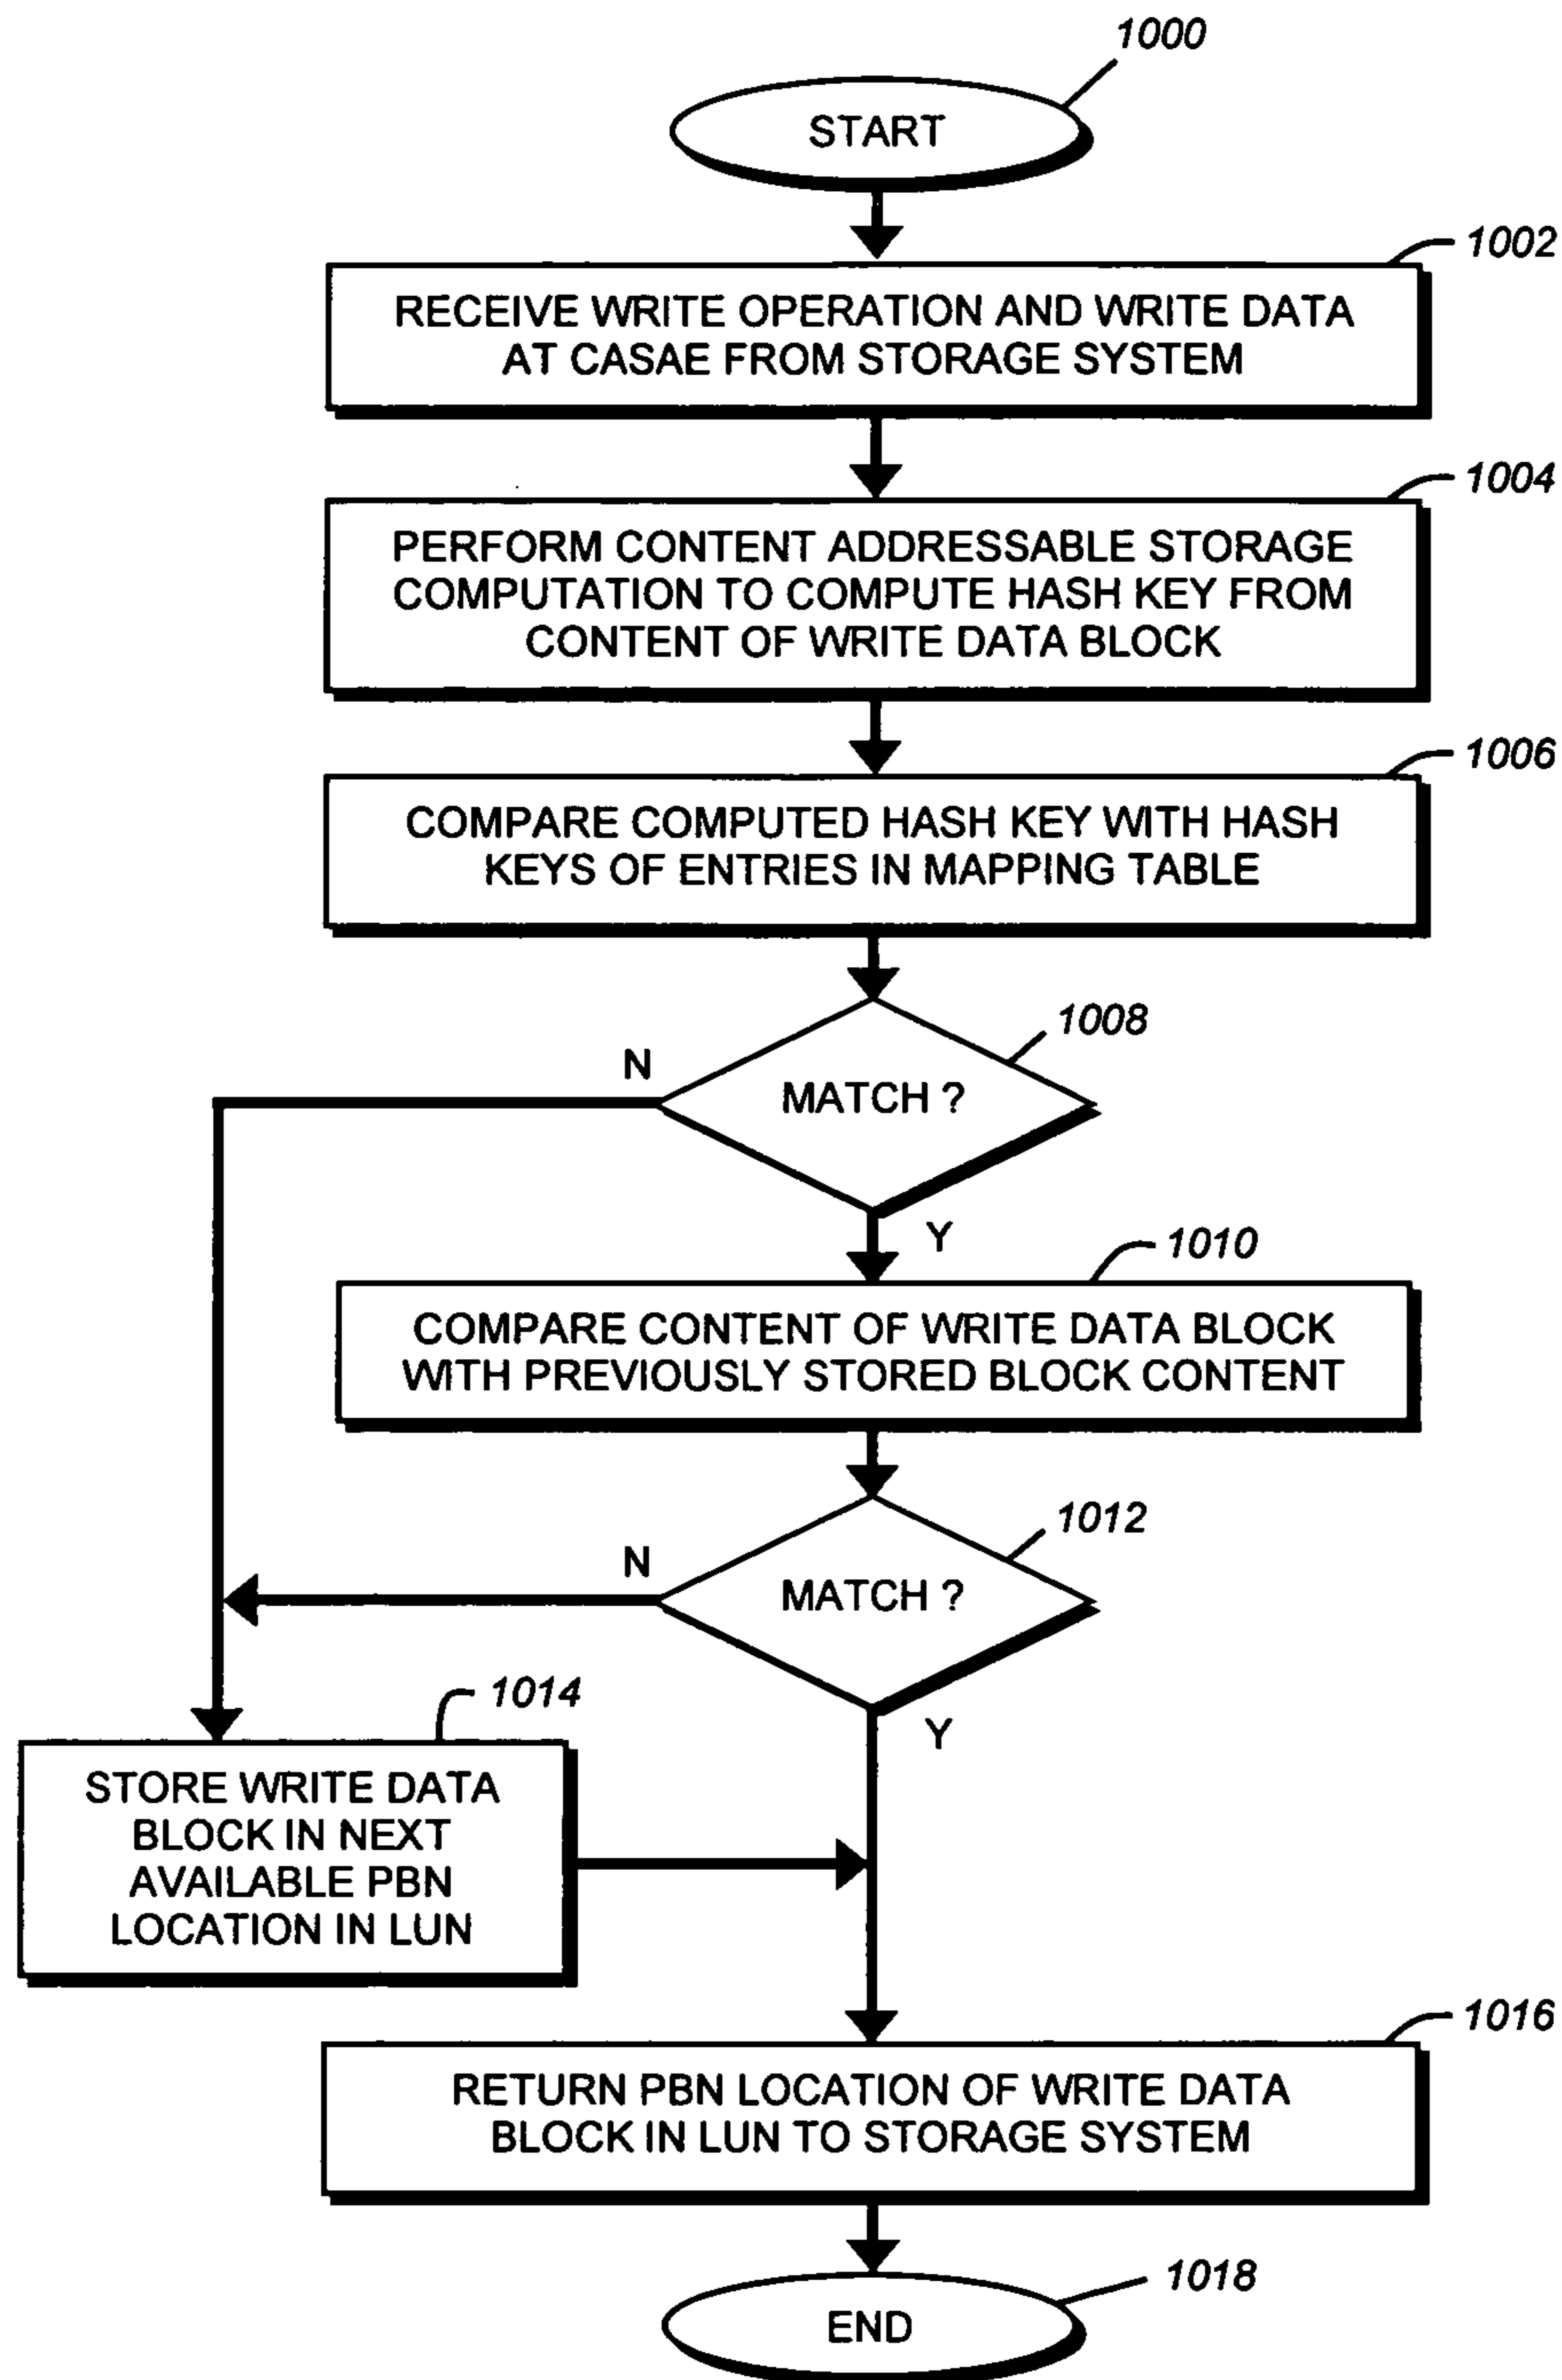 1000
START
1002
RECEIVE WRITE OPERATION AND WRITE DATA
AT CASAE FROM STORAGE SYSTEM
1004
PERFORM CONTENT ADDRESSABLE STORAGE
COMPUTATION TO COMPUTE HASH KEY FROM
CONTENT OF WRITE DATA BLOCK
1006
COMPARE COMPUTED HASH KEY WITH HASH
KEYS OF ENTRIES IN MAPPING TABLE
1008
N
MATCH ?
Y
1010
COMPARE CONTENT OF WRITE DATA BLOCK
WITH PREVIOUSLY STORED BLOCK CONTENT
1012
N
MATCH ?
Y
1014
STORE WRITE DATA
BLOCK IN NEXT
AVAILABLE PBN
LOCATION IN LUN
1016
RETURN PBN LOCATION OF WRITE DATA
BLOCK IN LUN TO STORAGE SYSTEM
1018
END